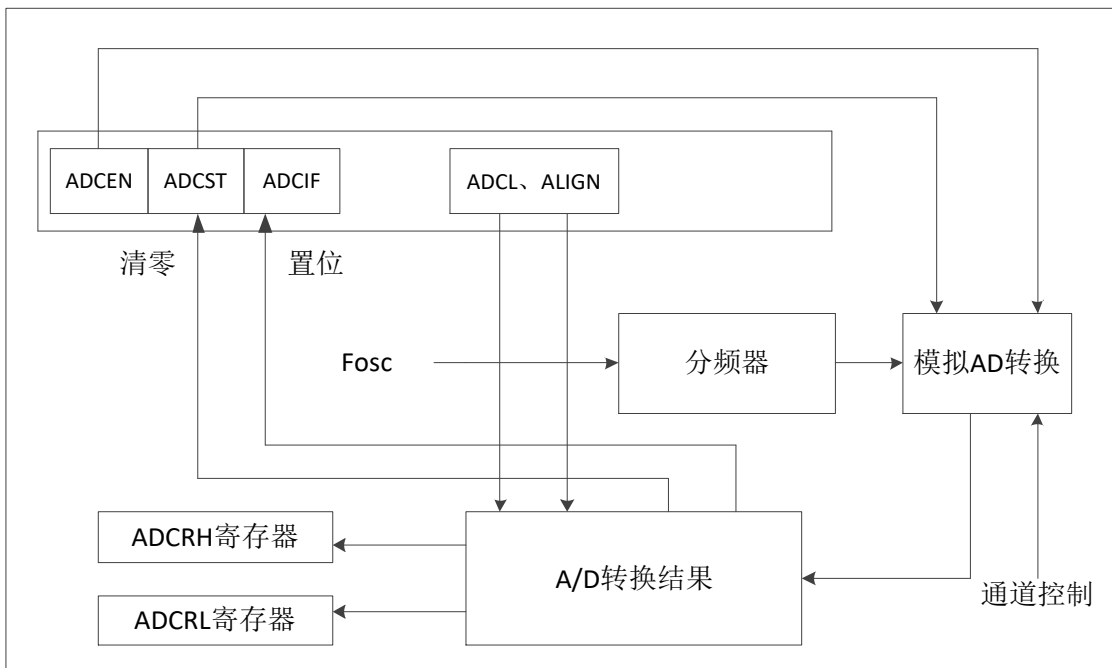 ADCEN
ADCST
ADCIF
ADCL、ALIGN
清零
置位
Fosc
分频器
模拟AD转换
ADCRH寄存器
A/D转换结果
ADCRL寄存器
通道控制